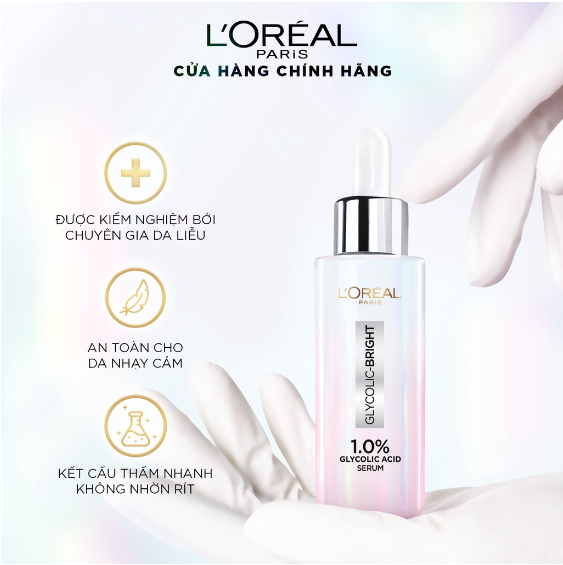 L'ORÉAL
PARIS
CỬA HÀNG CHÍNH HÃNG
ĐƯỢC KIỂM NGHIỆM BỞI
CHUYÊN GIA DA LIỄU
AN TOÀN CHO
DA NHẠY CẢM
KẾT CẤU THẤM NHANH
KHÔNG NHỜN RÍT
L'ORÉAL
PARIS
GLYCOLIC-BRIGHT
1.0%
GLYCOLIC ACID
SERUM